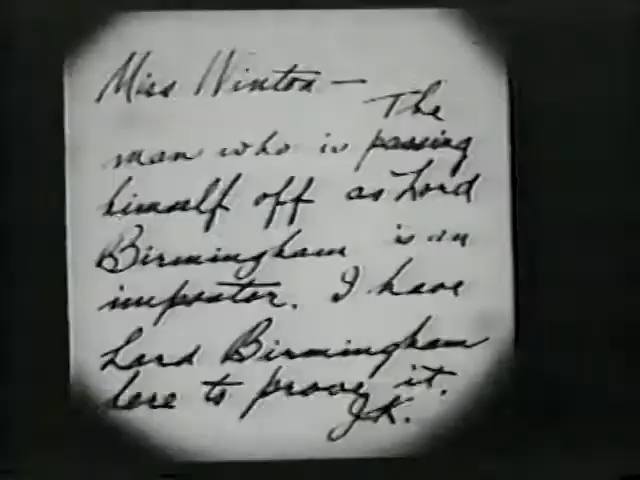 Miss Winton — The
man who is passing
himself off as Lord
Birmingham is an
impostor. I have
Lord Birmingham
here to prove it.
J.K.